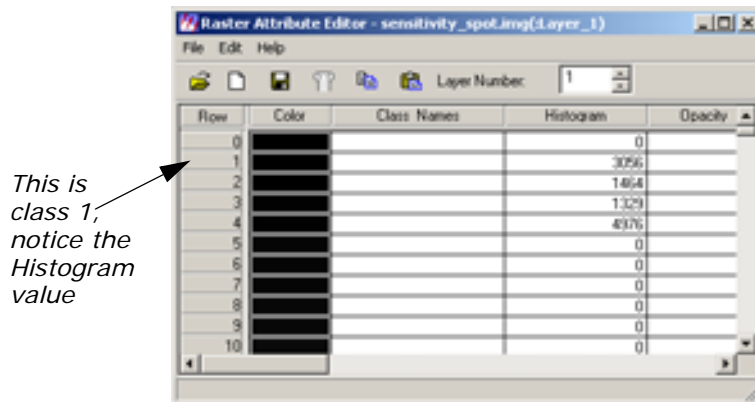 Raster Attribute Editor - sensitivity_spot.img(:Layer_1)
File Edit Help
Layer Number: 1
Row Color Class Names Histogram Opacity
0 0
1 3056
2 1464
3 1329
4 4976
5 0
6 0
7 0
8 0
9 0
10 0
This is
class 1,
notice the
Histogram
value